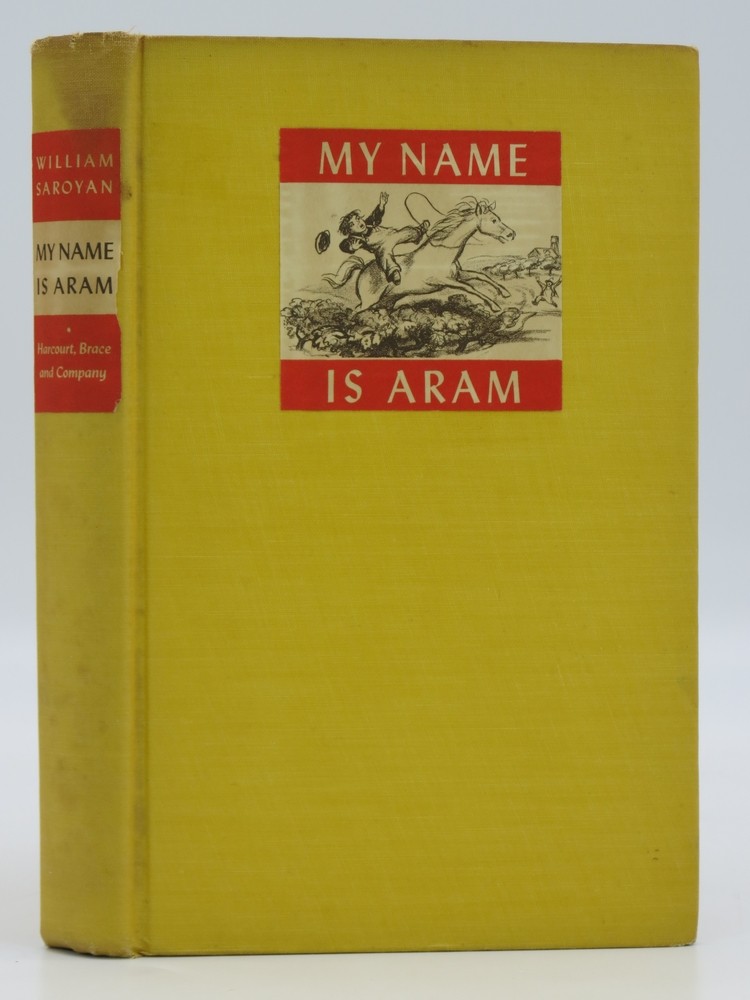 WILLIAM
SAROYAN
MY NAME
IS ARAM
Harcourt, Brace
and Company
MY NAME
IS ARAM